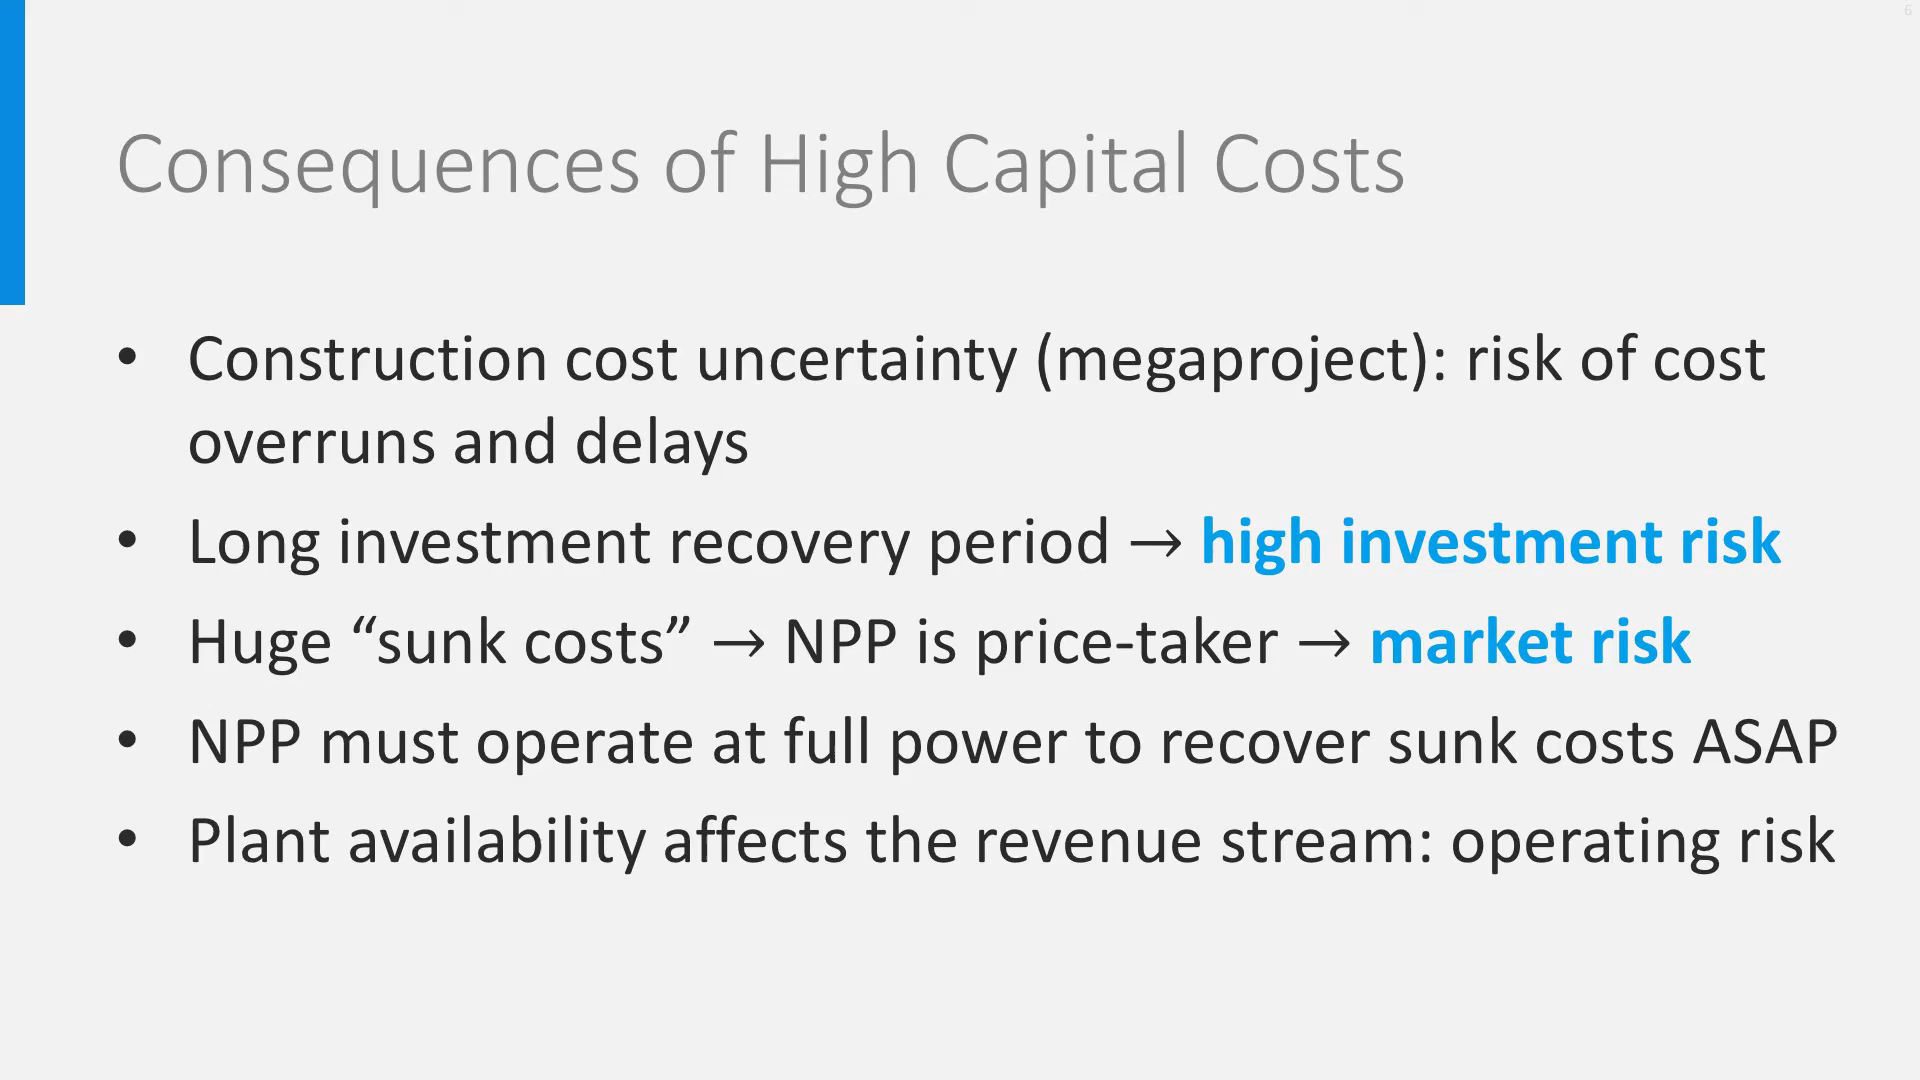 6
Consequences of High Capital Costs
• Construction cost uncertainty (megaproject): risk of cost
overruns and delays
• Long investment recovery period → high investment risk
• Huge “sunk costs” → NPP is price-taker → market risk
• NPP must operate at full power to recover sunk costs ASAP
• Plant availability affects the revenue stream: operating risk